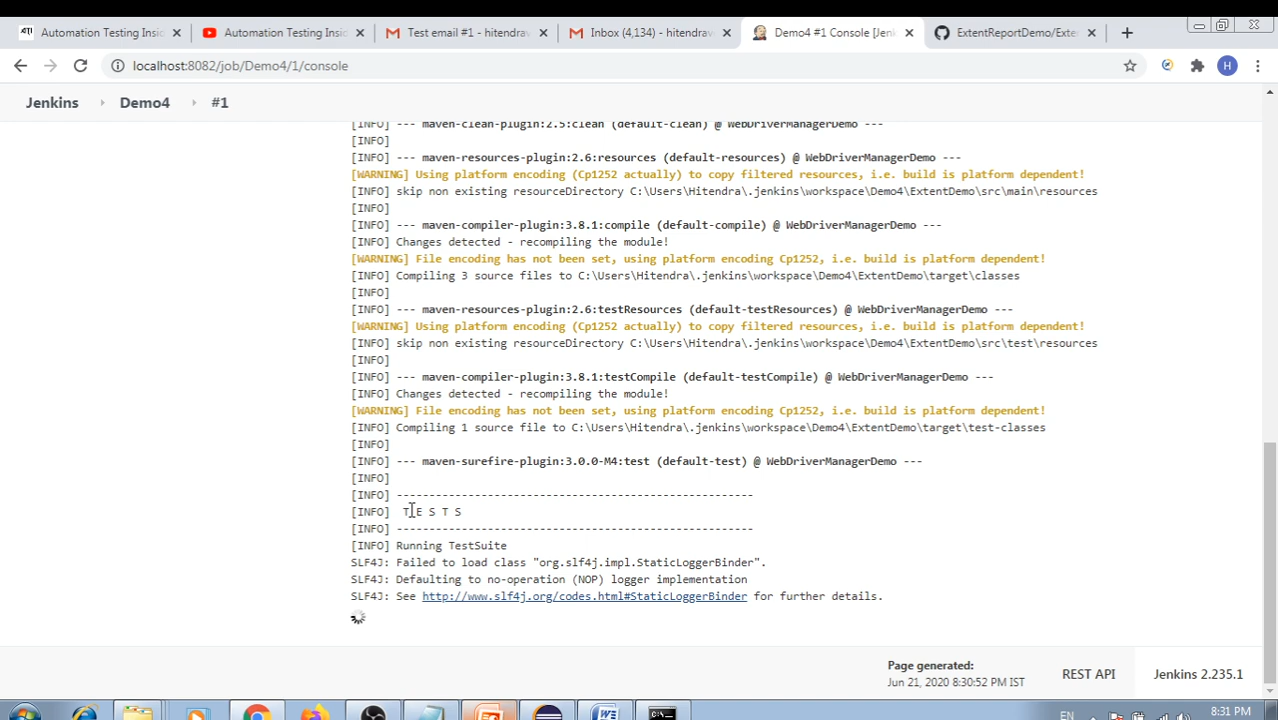 ATI Automation Testing Insi
Automation Testing Insi
Test email #1 - hitendrav
Inbox (4,134) - hitendrav
Demo4 #1 Console [Jenk
ExtentReportDemo/Exte
localhost:8082/job/Demo4/1/console
H
Jenkins Demo4 #1
[INFO] --- maven-clean-plugin:2.5:clean (default-clean) @ WebDriverManagerDemo ---
[INFO]
[INFO] --- maven-resources-plugin:2.6:resources (default-resources) @ WebDriverManagerDemo ---
[WARNING] Using platform encoding (Cp1252 actually) to copy filtered resources, i.e. build is platform dependent!
[INFO] skip non existing resourceDirectory C:\Users\Hitendra\.jenkins\workspace\Demo4\ExtentDemo\src\main\resources
[INFO]
[INFO] --- maven-compiler-plugin:3.8.1:compile (default-compile) @ WebDriverManagerDemo ---
[INFO] Changes detected - recompiling the module!
[WARNING] File encoding has not been set, using platform encoding Cp1252, i.e. build is platform dependent!
[INFO] Compiling 3 source files to C:\Users\Hitendra\.jenkins\workspace\Demo4\ExtentDemo\target\classes
[INFO]
[INFO] --- maven-resources-plugin:2.6:testResources (default-testResources) @ WebDriverManagerDemo ---
[WARNING] Using platform encoding (Cp1252 actually) to copy filtered resources, i.e. build is platform dependent!
[INFO] skip non existing resourceDirectory C:\Users\Hitendra\.jenkins\workspace\Demo4\ExtentDemo\src\test\resources
[INFO]
[INFO] --- maven-compiler-plugin:3.8.1:testCompile (default-testCompile) @ WebDriverManagerDemo ---
[INFO] Changes detected - recompiling the module!
[WARNING] File encoding has not been set, using platform encoding Cp1252, i.e. build is platform dependent!
[INFO] Compiling 1 source file to C:\Users\Hitendra\.jenkins\workspace\Demo4\ExtentDemo\target\test-classes
[INFO]
[INFO] --- maven-surefire-plugin:3.0.0-M4:test (default-test) @ WebDriverManagerDemo ---
[INFO]
[INFO] -------------------------------------------------------
[INFO] T E S T S
[INFO] -------------------------------------------------------
[INFO] Running TestSuite
SLF4J: Failed to load class "org.slf4j.impl.StaticLoggerBinder".
SLF4J: Defaulting to no-operation (NOP) logger implementation
SLF4J: See http://www.slf4j.org/codes.html#StaticLoggerBinder for further details.
Page generated:
Jun 21, 2020 8:30:52 PM IST
REST API
Jenkins 2.235.1
EN
8:31 PM